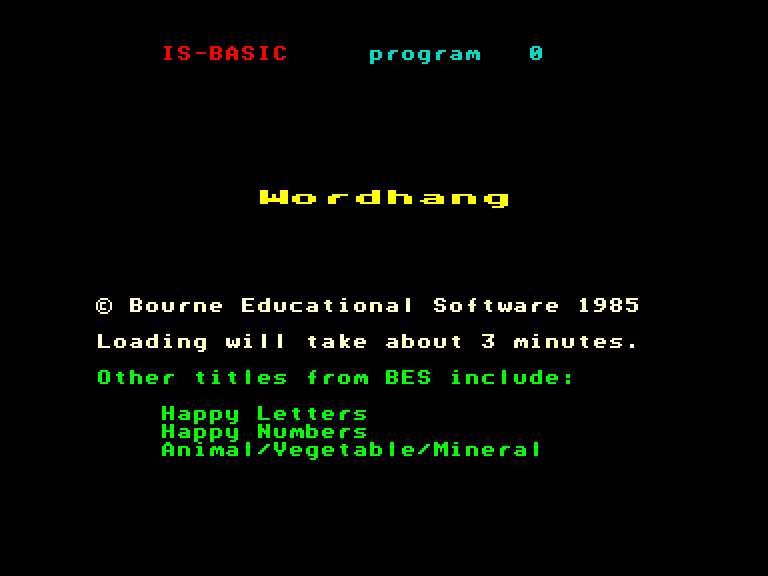 IS-BASIC program 0
Wordhang
© Bourne Educational Software 1985
Loading will take about 3 minutes.
Other titles from BES include:
Happy Letters
Happy Numbers
Animal/Vegetable/Mineral